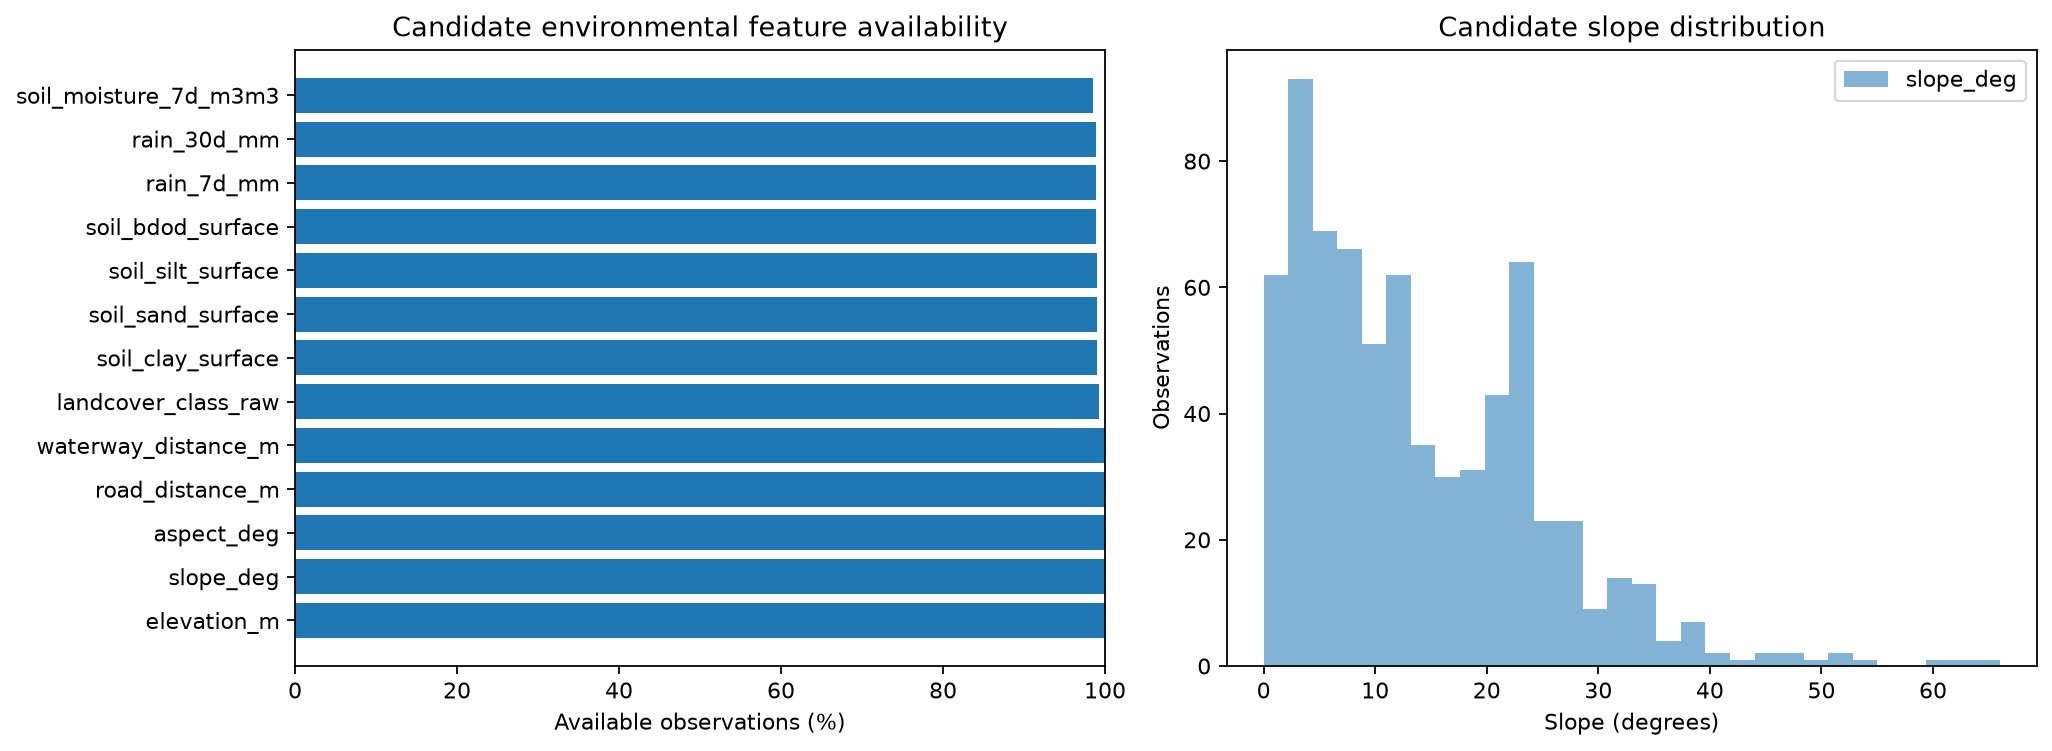 Candidate environmental feature availability
soil_moisture_7d_m3m3
rain_30d_mm
rain_7d_mm
soil_bdod_surface
soil_silt_surface
soil_sand_surface
soil_clay_surface
landcover_class_raw
waterway_distance_m
road_distance_m
aspect_deg
slope_deg
elevation_m
0 20 40 60 80 100
Available observations (%)
Candidate slope distribution
slope_deg
Observations
80
60
40
20
0
0 10 20 30 40 50 60
Slope (degrees)